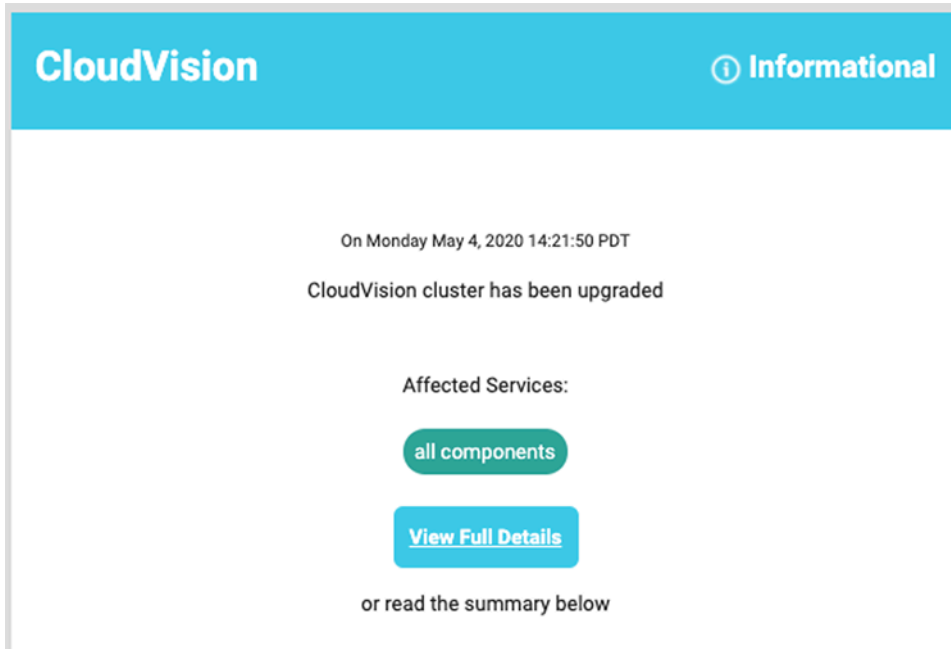 CloudVision
Informational
On Monday May 4, 2020 14:21:50 PDT
CloudVision cluster has been upgraded
Affected Services:
all components
View Full Details
or read the summary below